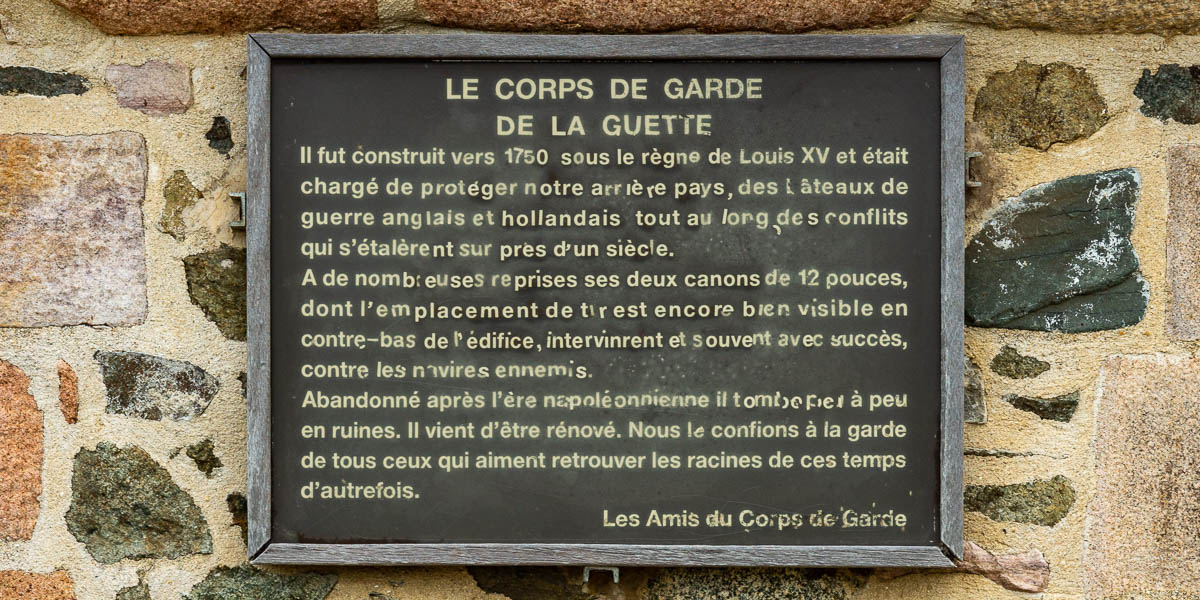 LE CORPS DE GARDE
DE LA GUETTE
Il fut construit vers 1750 sous le règne de Louis XV et était
chargé de protéger notre arrière pays, des bâteaux de
guerre anglais et hollandais tout au long des conflits
qui s'étalèrent sur près d'un siècle.
A de nombreuses reprises ses deux canons de 12 pouces,
dont l'emplacement de tir est encore bien visible en
contre-bas de l'édifice, intervinrent et souvent avec succès,
contre les navires ennemis.
Abandonné après l'ère napoléonnienne il tombe peu à peu
en ruines. Il vient d'être rénové. Nous le confions à la garde
de tous ceux qui aiment retrouver les racines de ces temps
d'autrefois.
Les Amis du Corps de Garde